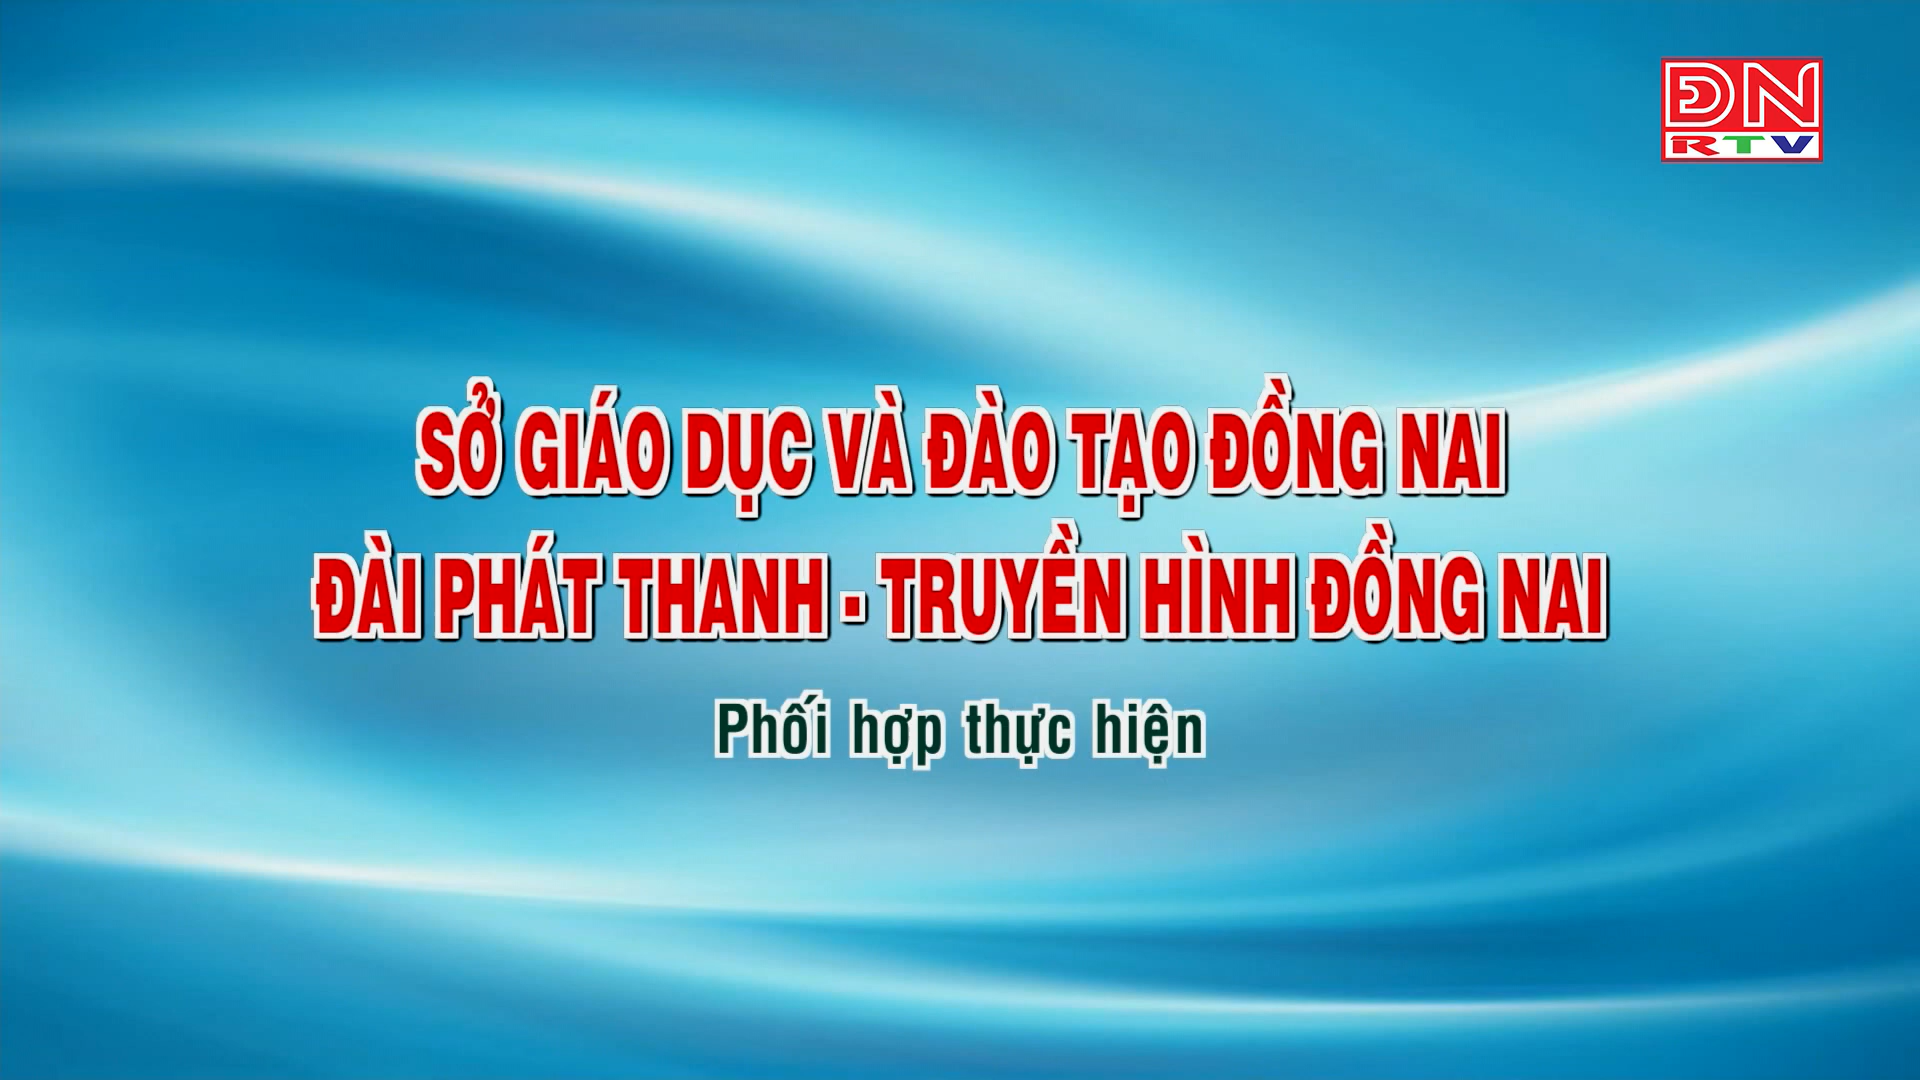 ĐN
RTV
SỞ GIÁO DỤC VÀ ĐÀO TẠO ĐỒNG NAI
ĐÀI PHÁT THANH - TRUYỀN HÌNH ĐỒNG NAI
Phối hợp thực hiện